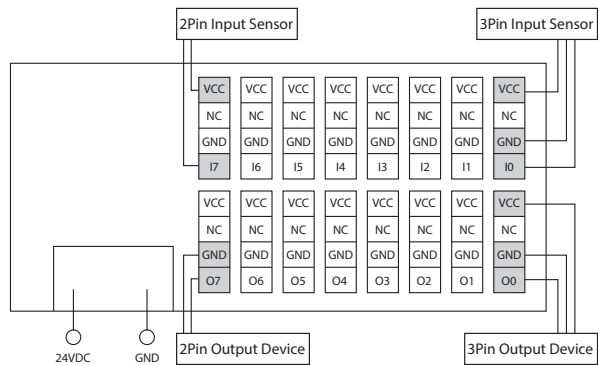 2Pin Input Sensor 3Pin Input Sensor
VCC VCC VCC VCC VCC VCC VCC VCC
NC NC NC NC NC NC NC NC
GND GND GND GND GND GND GND GND
I7 I6 I5 I4 I3 I2 I1 I0
VCC VCC VCC VCC VCC VCC VCC VCC
NC NC NC NC NC NC NC NC
GND GND GND GND GND GND GND GND
O7 O6 O5 O4 O3 O2 O1 O0
24VDC GND 2Pin Output Device 3Pin Output Device